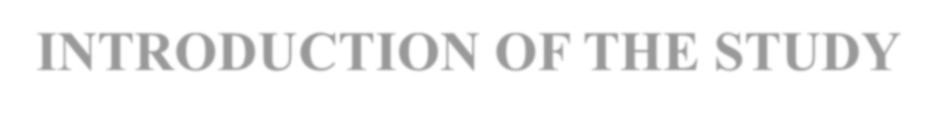 INTRODUCTION OF THE STUDY